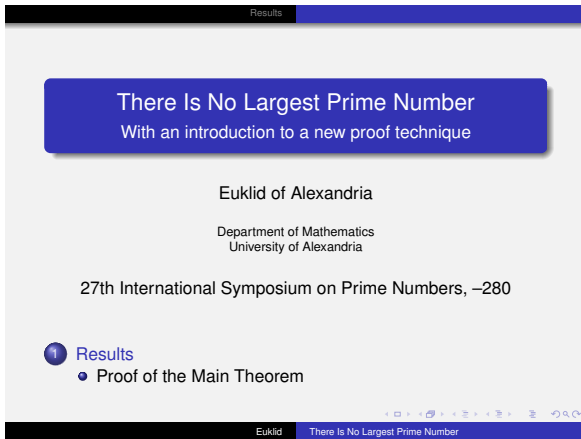 Results
There Is No Largest Prime Number
With an introduction to a new proof technique
Euklid of Alexandria
Department of Mathematics
University of Alexandria
27th International Symposium on Prime Numbers, –280
1 Results
Proof of the Main Theorem
Euklid There Is No Largest Prime Number